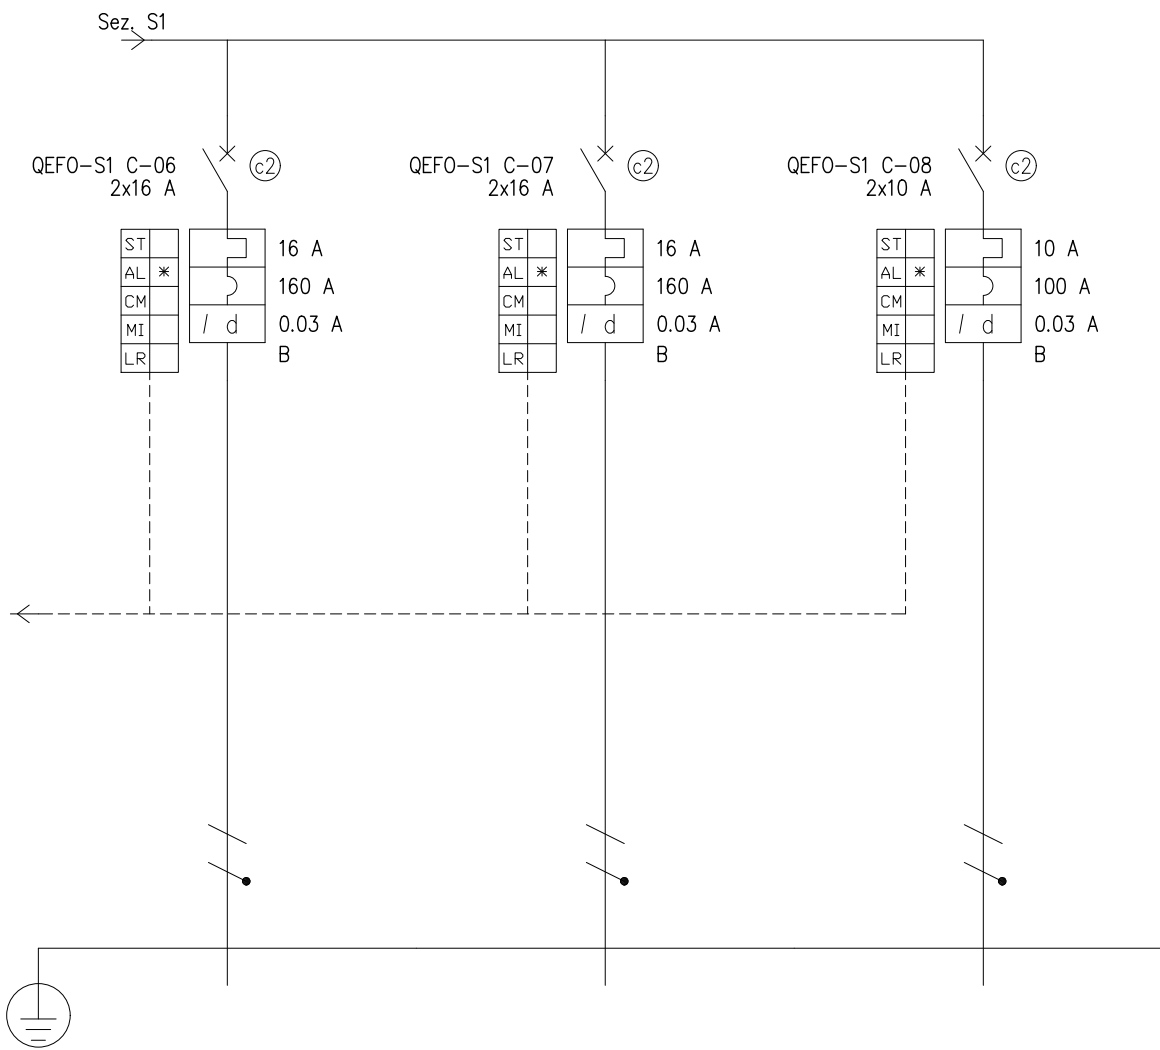 Sez. S1
QEFO-S1 C-06
2x16 A
c2
ST
AL *
CM
MI
LR
16 A
160 A
/ d
0.03 A
B
QEFO-S1 C-07
2x16 A
c2
ST
AL *
CM
MI
LR
16 A
160 A
/ d
0.03 A
B
QEFO-S1 C-08
2x10 A
c2
ST
AL *
CM
MI
LR
10 A
100 A
/ d
0.03 A
B